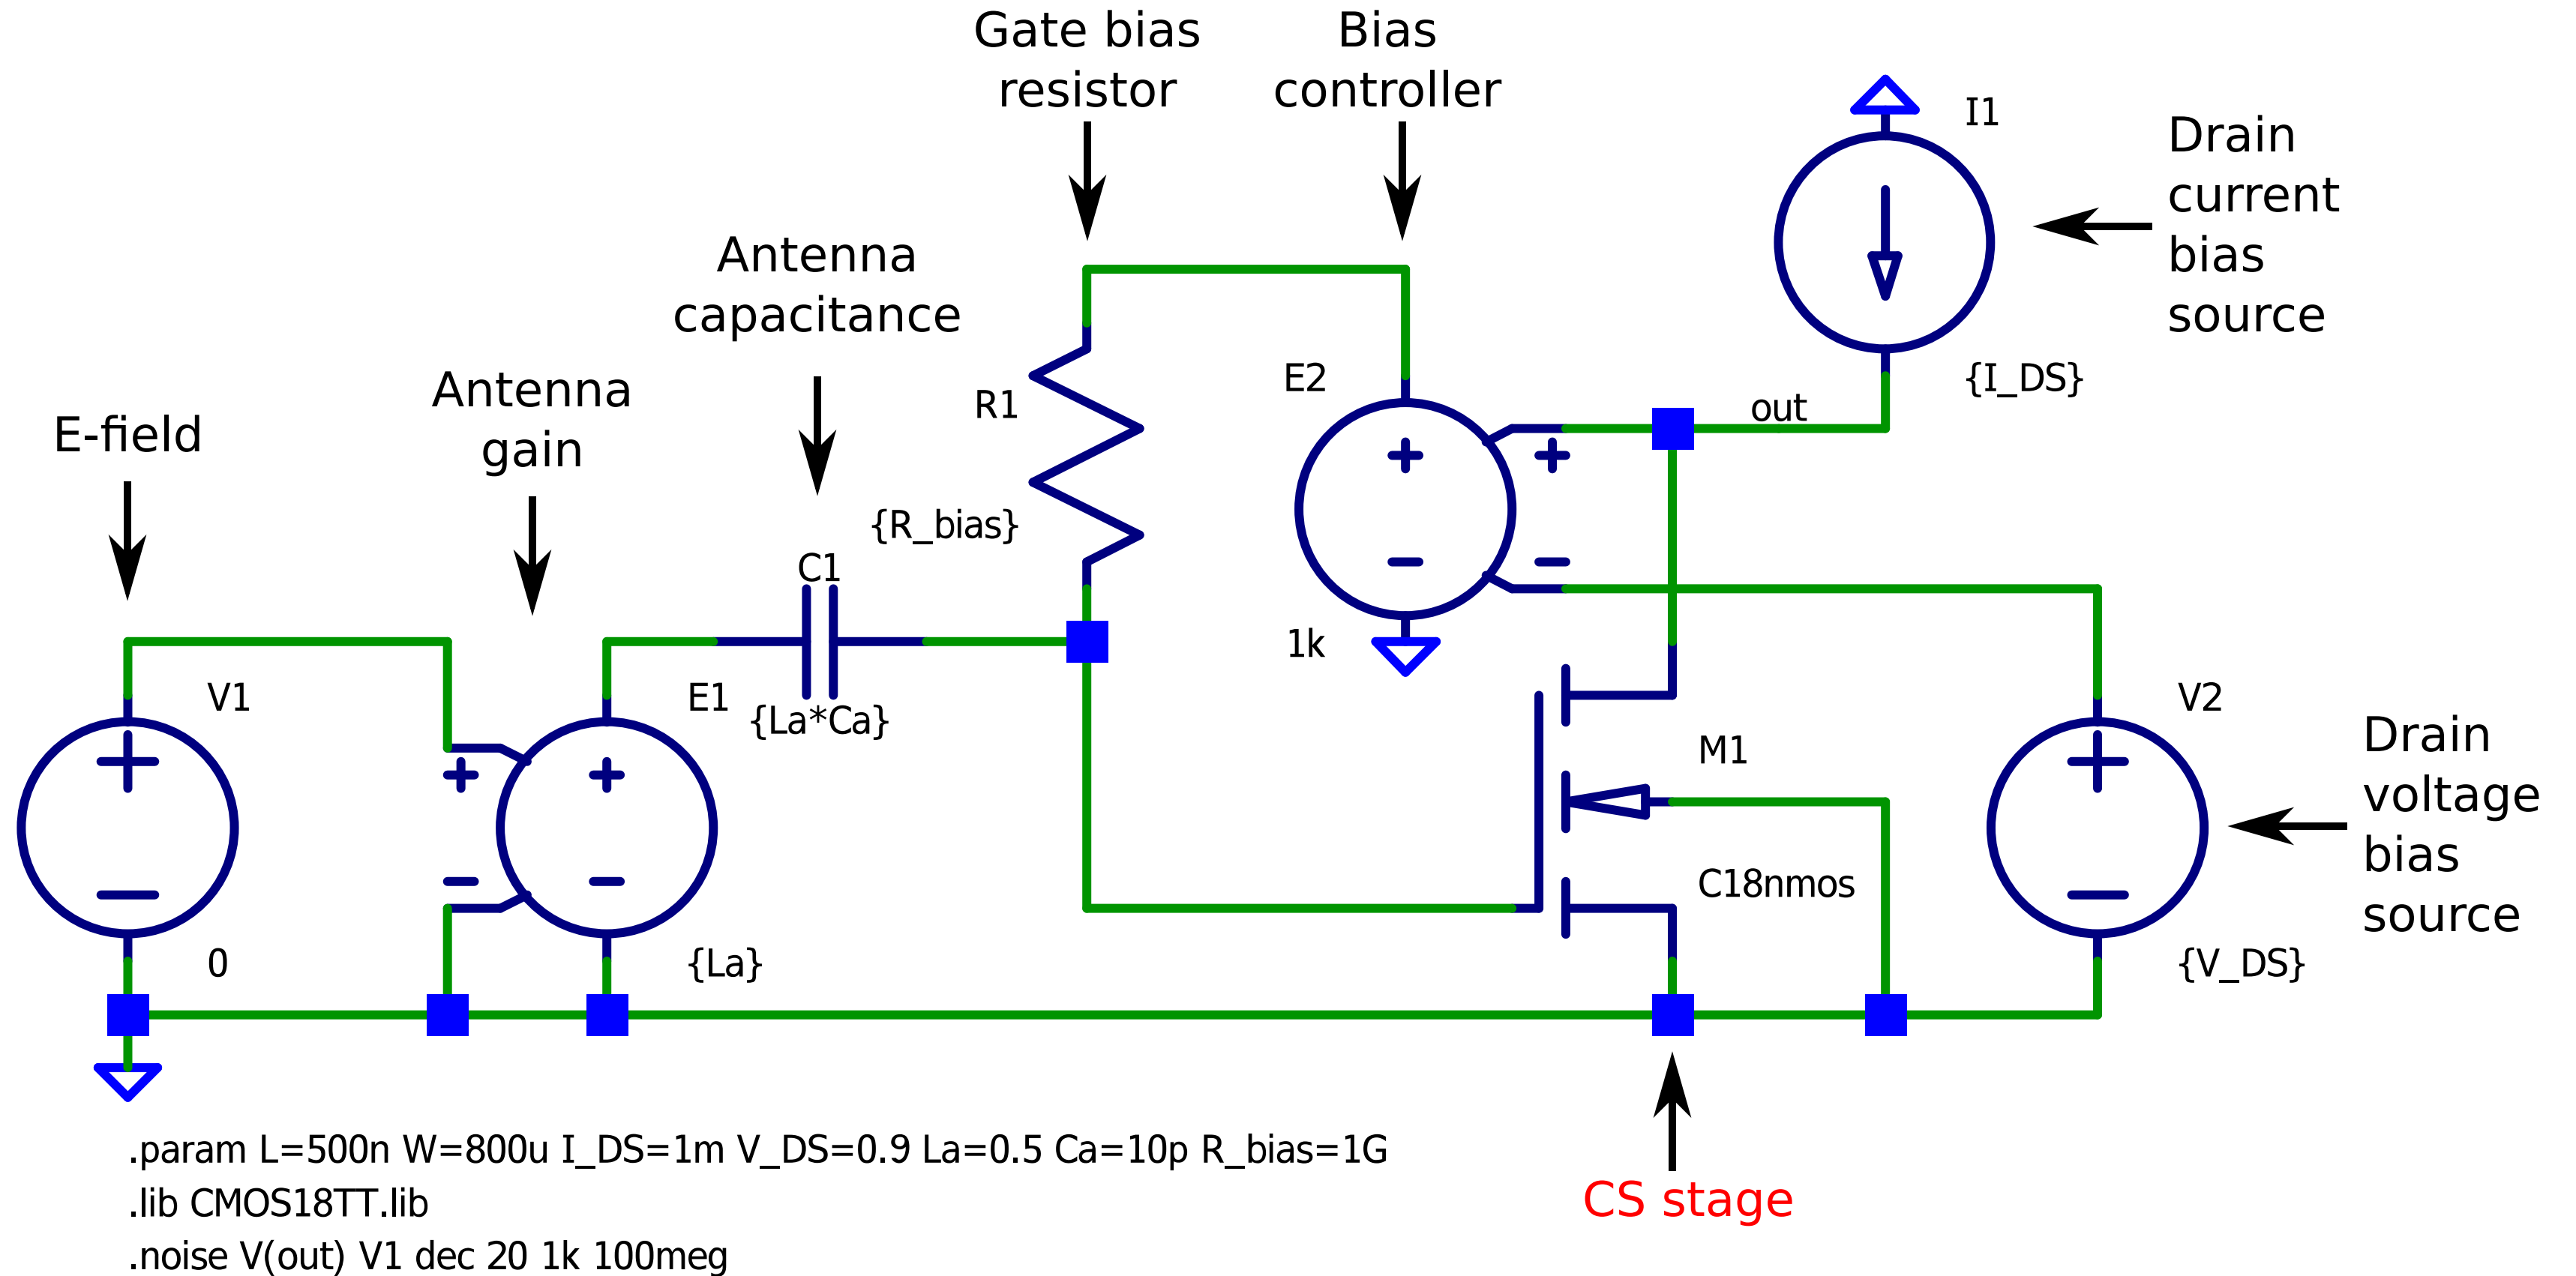 Gate bias
resistor
Bias
controller
I1
Drain
current
bias
source
Antenna
capacitance
E2
{I_DS}
Antenna
gain
R1
out
E-field
{R_bias}
C1
1k
V1
E1
{La*Ca}
M1
V2
Drain
voltage
bias
source
C18nmos
0
{La}
{V_DS}
.param L=500n W=800u I_DS=1m V_DS=0.9 La=0.5 Ca=10p R_bias=1G
.lib CMOS18TT.lib
.noise V(out) V1 dec 20 1k 100meg
CS stage